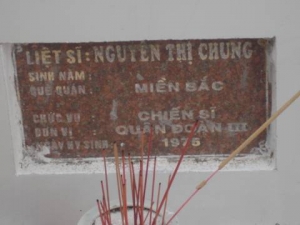 LIỆT SĨ: NGUYỄN THỊ CHUNG
SINH NĂM :
QUÊ QUÁN : MIỀN BẮC
CHỨC VỤ : CHIẾN SĨ
ĐƠN VỊ : QUÂN ĐOÀN III
NGÀY HY SINH : 1975